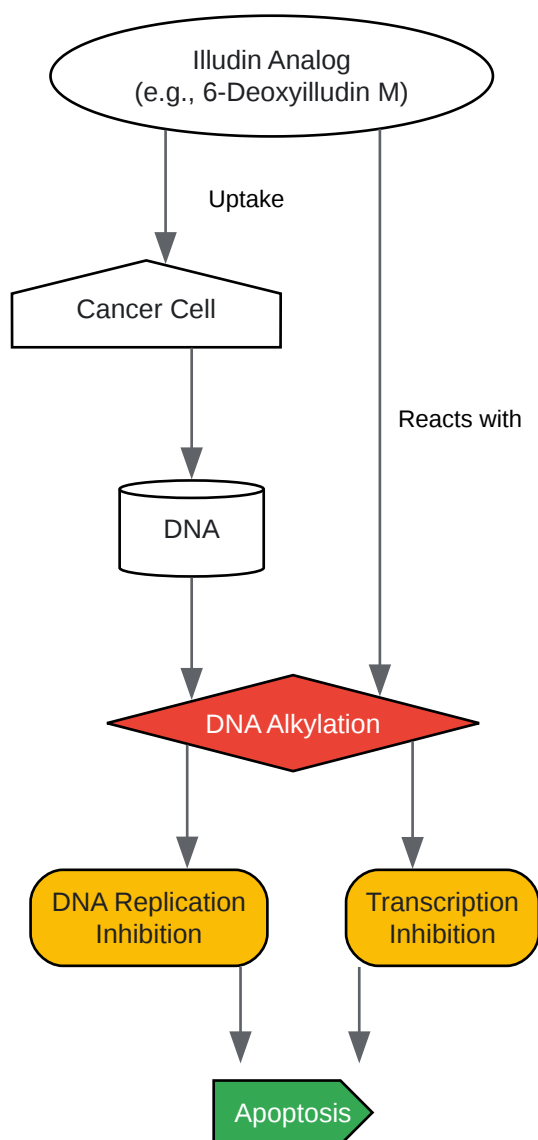 Illudin Analog
(e.g., 6-Deoxyilludin M)
Uptake
Cancer Cell
Reacts with
DNA
DNA Alkylation
DNA Replication
Inhibition
Transcription
Inhibition
Apoptosis